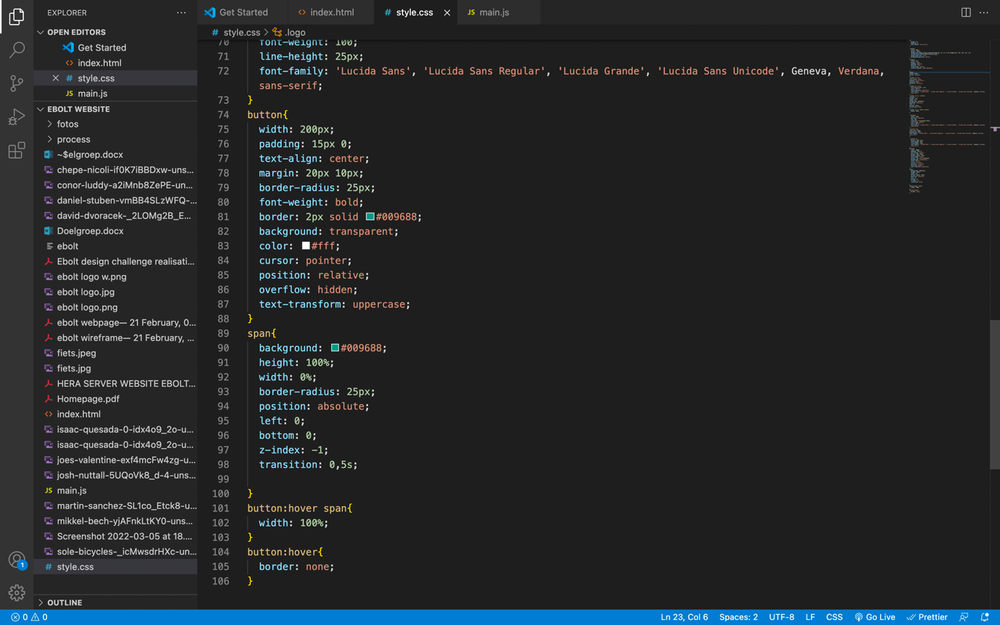 EXPLORER
Get Started
index.html
style.css
main.js
OPEN EDITORS
Get Started
index.html
style.css
main.js
EBOLT WEBSITE
fotos
process
~$elgroep.docx
chepe-nicoli-if0K7iBBDxw-uns...
conor-luddy-a2iMnb8ZePE-un...
daniel-stuben-vmBB4SLzWFQ-...
david-dvoracek-_2LOMg2B_E...
Doelgroep.docx
ebolt
Ebolt design challenge realisati...
ebolt logo w.png
ebolt logo.jpg
ebolt logo.png
ebolt webpage— 21 February, 0...
ebolt wireframe— 21 February, ...
fiets.jpeg
fiets.jpg
HERA SERVER WEBSITE EBOLT...
Homepage.pdf
index.html
isaac-quesada-0-idx4o9_2o-u...
isaac-quesada-0-idx4o9_2o-u...
joes-valentine-exf4mcFw4zg-u...
josh-nuttall-5UQoVk8_d-4-uns...
main.js
martin-sanchez-SL1co_Etck8-u...
mikkel-bech-yjAFnkLtKY0-uns...
Screenshot 2022-03-05 at 18....
sole-bicycles-_icMwsdrHXc-un...
style.css
OUTLINE
style.css > .logo
70 font-weight: 100;
71 line-height: 25px;
72 font-family: 'Lucida Sans', 'Lucida Sans Regular', 'Lucida Grande', 'Lucida Sans Unicode', Geneva, Verdana,
sans-serif;
73 }
74 button{
75 width: 200px;
76 padding: 15px 0;
77 text-align: center;
78 margin: 20px 10px;
79 border-radius: 25px;
80 font-weight: bold;
81 border: 2px solid #009688;
82 background: transparent;
83 color: #fff;
84 cursor: pointer;
85 position: relative;
86 overflow: hidden;
87 text-transform: uppercase;
88 }
89 span{
90 background: #009688;
91 height: 100%;
92 width: 0%;
93 border-radius: 25px;
94 position: absolute;
95 left: 0;
96 bottom: 0;
97 z-index: -1;
98 transition: 0,5s;
99
100 }
101 button:hover span{
102 width: 100%;
103 }
104 button:hover{
105 border: none;
106 }
1
0 0
Ln 23, Col 6
Spaces: 2
UTF-8
LF
CSS
Go Live
Prettier